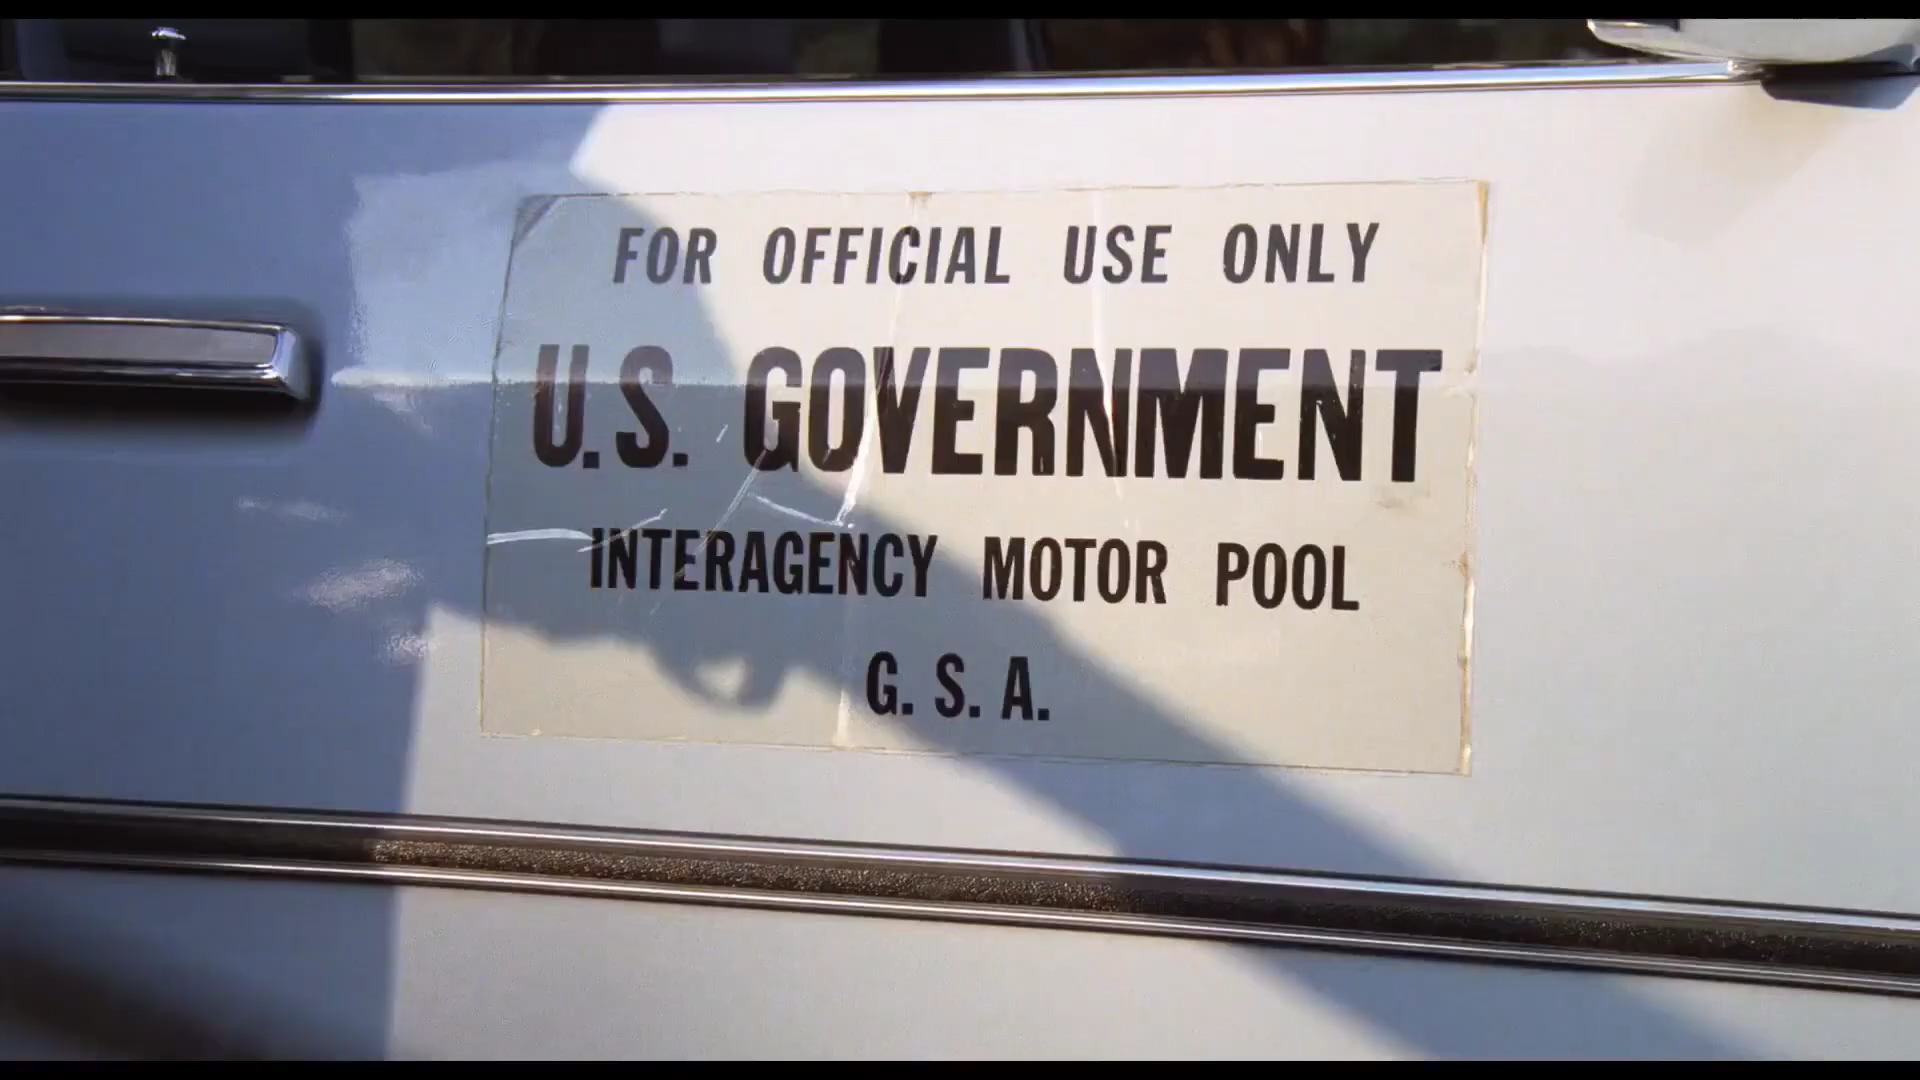 FOR OFFICIAL USE ONLY
U.S. GOVERNMENT
INTERAGENCY MOTOR POOL
G. S. A.